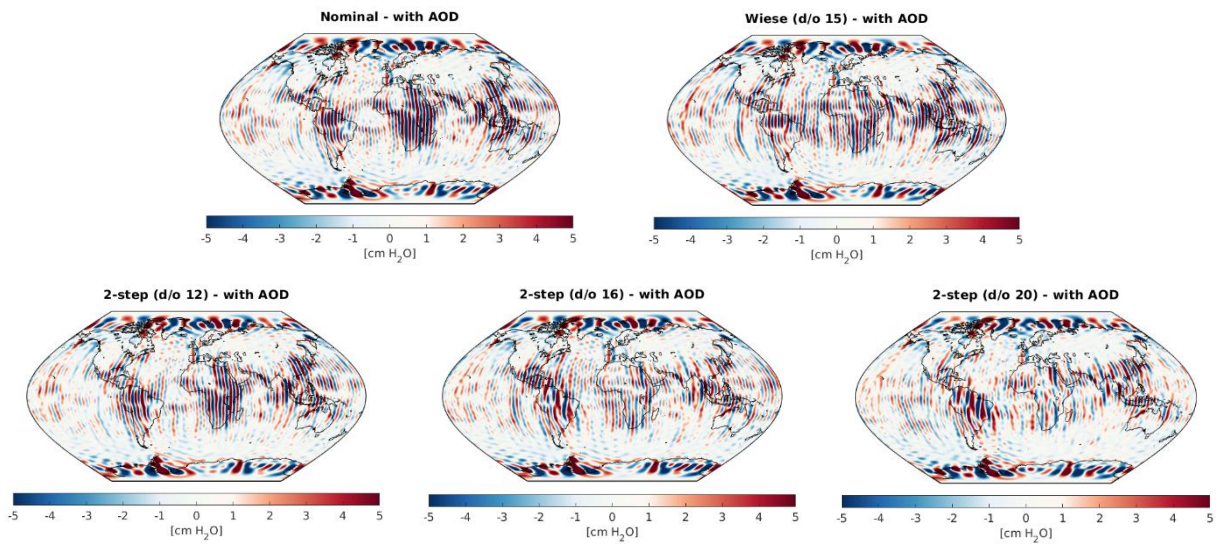 Nominal - with AOD
-5 -4 -3 -2 -1 0 1 2 3 4 5
[cm H2O]
Wiese (d/o 15) - with AOD
-5 -4 -3 -2 -1 0 1 2 3 4 5
[cm H2O]
2-step (d/o 12) - with AOD
-5 -4 -3 -2 -1 0 1 2 3 4 5
[cm H2O]
2-step (d/o 16) - with AOD
-5 -4 -3 -2 -1 0 1 2 3 4 5
[cm H2O]
2-step (d/o 20) - with AOD
-5 -4 -3 -2 -1 0 1 2 3 4 5
[cm H2O]